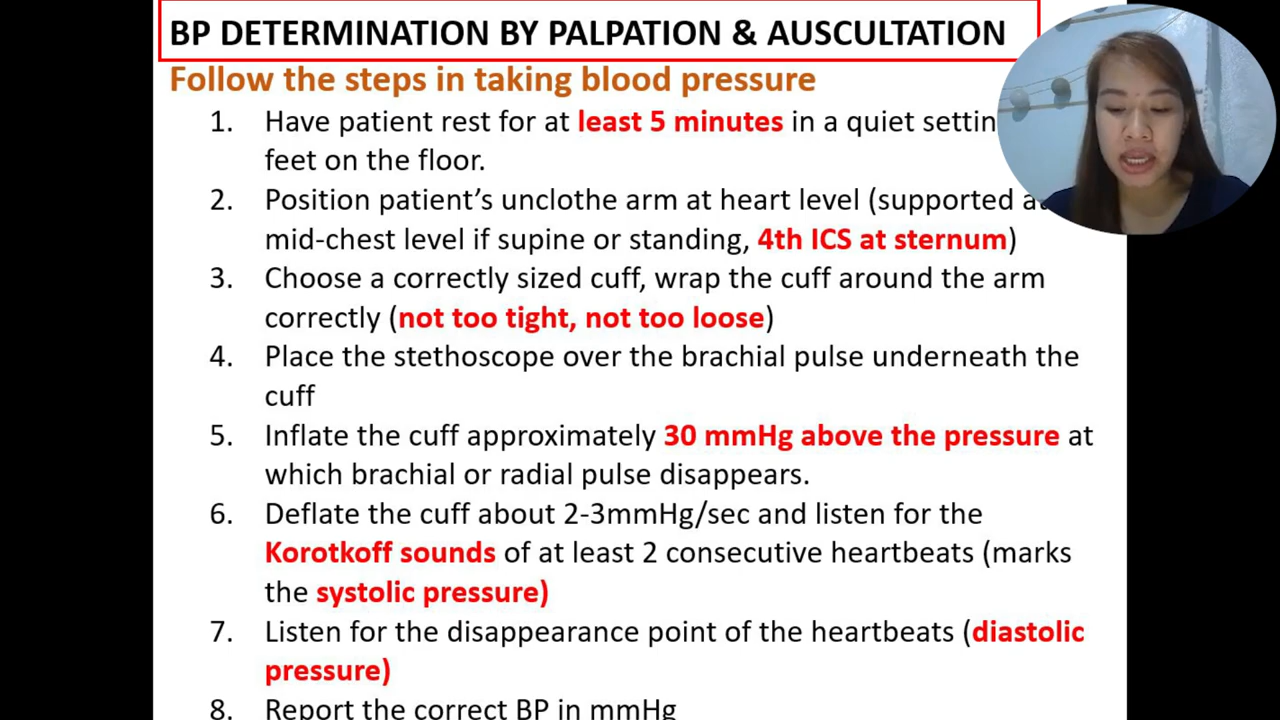 BP DETERMINATION BY PALPATION & AUSCULTATION
Follow the steps in taking blood pressure
1. Have patient rest for at least 5 minutes in a quiet
feet on the floor.
2. Position patient’s unclothe arm at heart level (supported
mid-chest level if supine or standing, 4th ICS at sternum)
3. Choose a correctly sized cuff, wrap the cuff around the arm
correctly (not too tight, not too loose)
4. Place the stethoscope over the brachial pulse underneath the
cuff
5. Inflate the cuff approximately 30 mmHg above the pressure at
which brachial or radial pulse disappears.
6. Deflate the cuff about 2-3mmHg/sec and listen for the
Korotkoff sounds of at least 2 consecutive heartbeats (marks
the systolic pressure)
7. Listen for the disappearance point of the heartbeats (diastolic
pressure)
8. Report the correct BP in mmHg